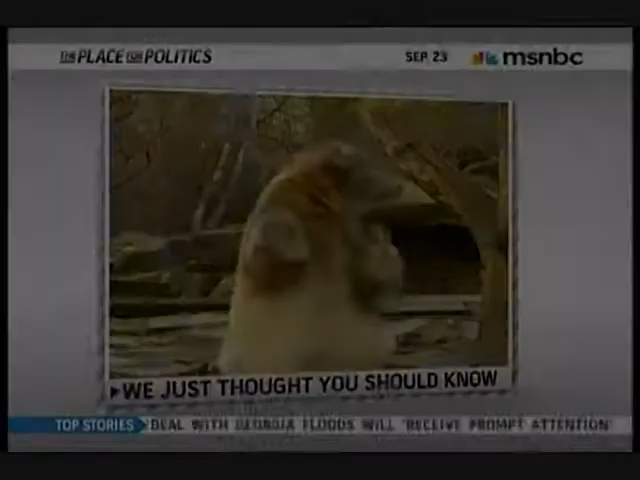 THE PLACE FOR POLITICS
SEP 23
msnbc
WE JUST THOUGHT YOU SHOULD KNOW
TOP STORIES
DEAL WITH GEORGIA FLOODS WILL 'RECEIVE PROMPT ATTENTION'